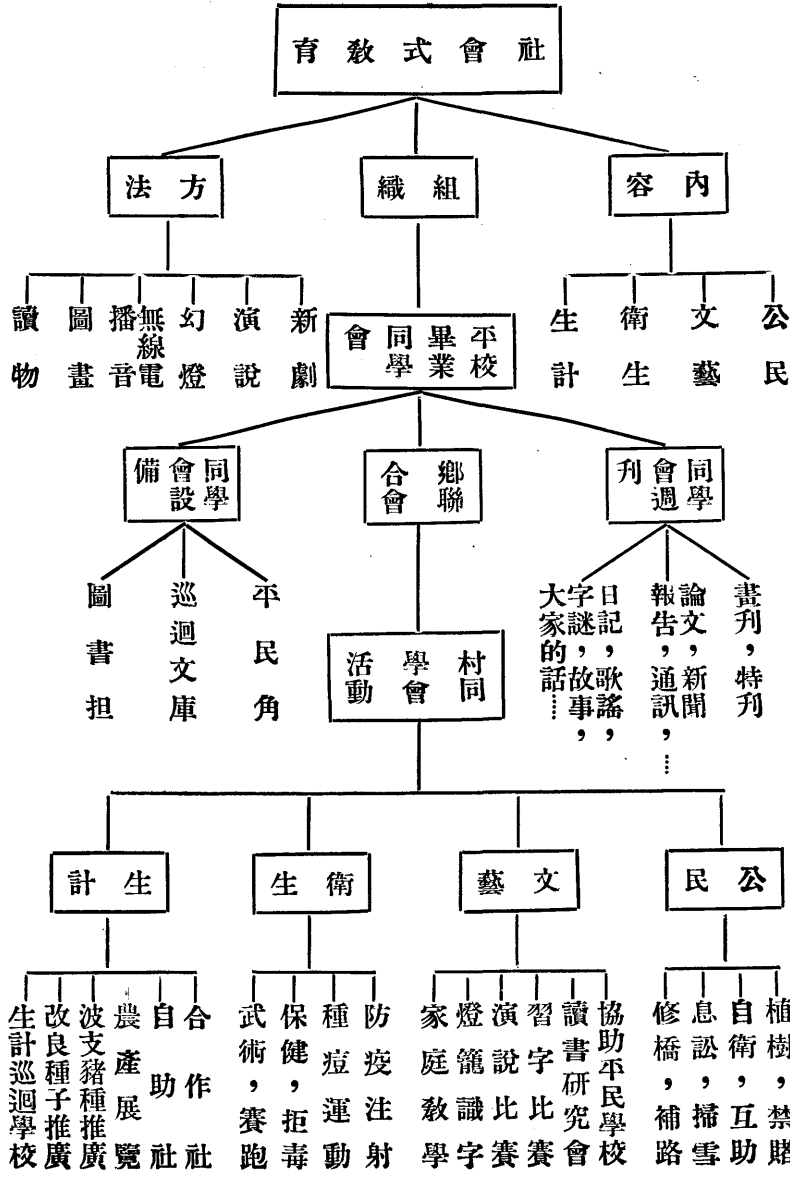 社會式教育
內容
組織
方法
公民
文藝
衛生
生計
平校
畢業
同學
會
新劇
演說
幻燈
無線電
播音
圖畫
讀物
同學
會週
刊
鄉聯
合會
同學
會設
備
畫刊,特刊
論文,新聞
報告,通訊,……
日記,歌謠,
字謎,故事,
大家的話……
村同
學會
活動
平民角
巡迴文庫
圖書担
公民
文藝
衛生
生計
植樹,禁賭
自衛,互助
息訟,掃雪
修橋,補路
協助平民學校
讀書研究會
習字比賽
演說比賽
燈籠識字
家庭教學
防疫注射
種痘運動
保健,拒毒
武術,賽跑
合作社
自助社
農產展覽
波支豬種推廣
改良種子推廣
生計巡迴學校